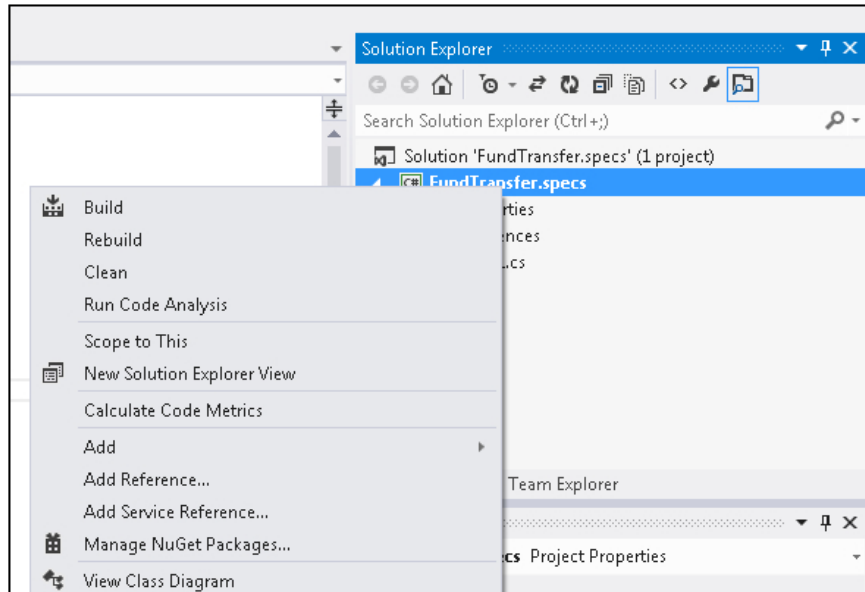 Solution Explorer
Search Solution Explorer (Ctrl+;)
Solution 'FundTransfer.specs' (1 project)
C# FundTransfer.specs
rties
ences
.cs
Build
Rebuild
Clean
Run Code Analysis
Scope to This
New Solution Explorer View
Calculate Code Metrics
Add
Add Reference...
Add Service Reference...
Manage NuGet Packages...
View Class Diagram
Team Explorer
cs Project Properties